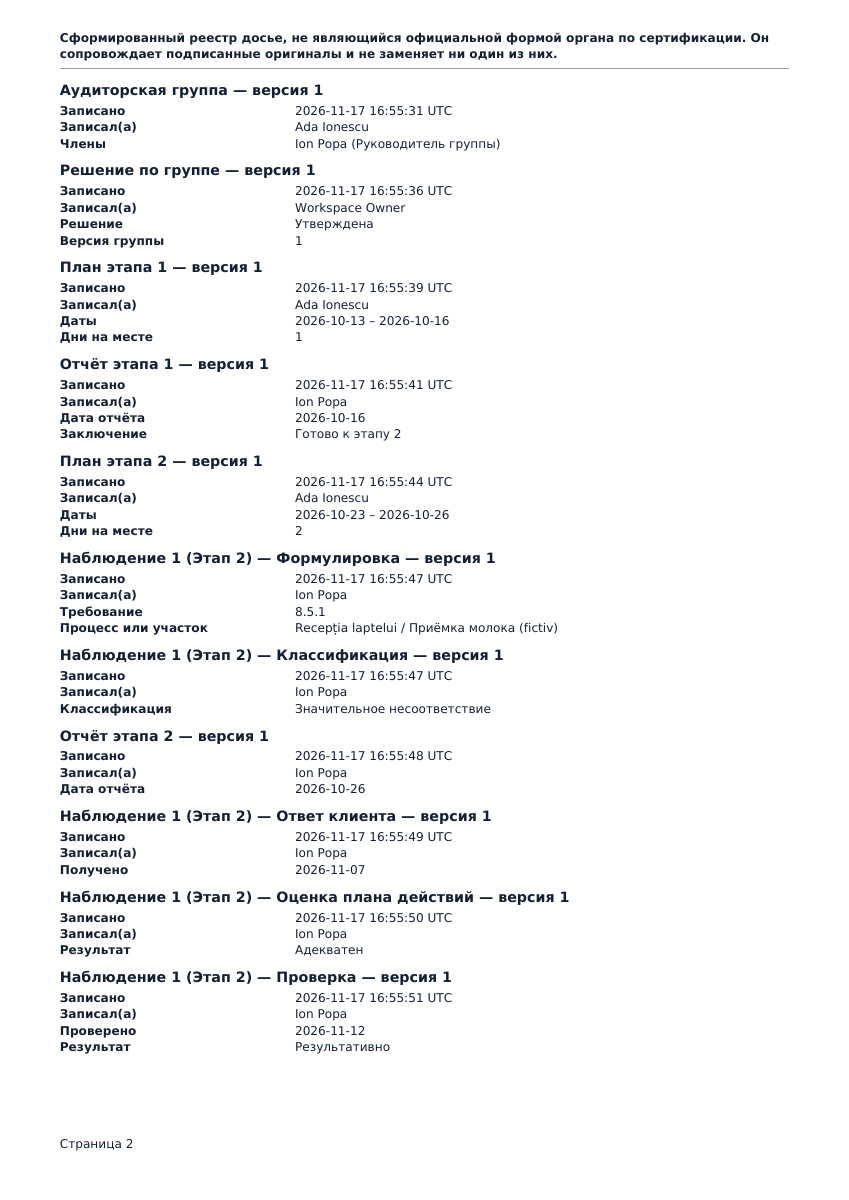 Сформированный реестр досье, не являющийся официальной формой органа по сертификации. Он
сопровождает подписанные оригиналы и не заменяет ни один из них.
Аудиторская группа — версия 1
Записано 2026-11-17 16:55:31 UTC
Записал(а) Ada Ionescu
Члены Ion Popa (Руководитель группы)
Решение по группе — версия 1
Записано 2026-11-17 16:55:36 UTC
Записал(а) Workspace Owner
Решение Утверждена
Версия группы 1
План этапа 1 — версия 1
Записано 2026-11-17 16:55:39 UTC
Записал(а) Ada Ionescu
Даты 2026-10-13 – 2026-10-16
Дни на месте 1
Отчёт этапа 1 — версия 1
Записано 2026-11-17 16:55:41 UTC
Записал(а) Ion Popa
Дата отчёта 2026-10-16
Заключение Готово к этапу 2
План этапа 2 — версия 1
Записано 2026-11-17 16:55:44 UTC
Записал(а) Ada Ionescu
Даты 2026-10-23 – 2026-10-26
Дни на месте 2
Наблюдение 1 (Этап 2) — Формулировка — версия 1
Записано 2026-11-17 16:55:47 UTC
Записал(а) Ion Popa
Требование 8.5.1
Процесс или участок Recepția laptelui / Приёмка молока (fictiv)
Наблюдение 1 (Этап 2) — Классификация — версия 1
Записано 2026-11-17 16:55:47 UTC
Записал(а) Ion Popa
Классификация Значительное несоответствие
Отчёт этапа 2 — версия 1
Записано 2026-11-17 16:55:48 UTC
Записал(а) Ion Popa
Дата отчёта 2026-10-26
Наблюдение 1 (Этап 2) — Ответ клиента — версия 1
Записано 2026-11-17 16:55:49 UTC
Записал(а) Ion Popa
Получено 2026-11-07
Наблюдение 1 (Этап 2) — Оценка плана действий — версия 1
Записано 2026-11-17 16:55:50 UTC
Записал(а) Ion Popa
Результат Адекватен
Наблюдение 1 (Этап 2) — Проверка — версия 1
Записано 2026-11-17 16:55:51 UTC
Записал(а) Ion Popa
Проверено 2026-11-12
Результат Результативно
Страница 2